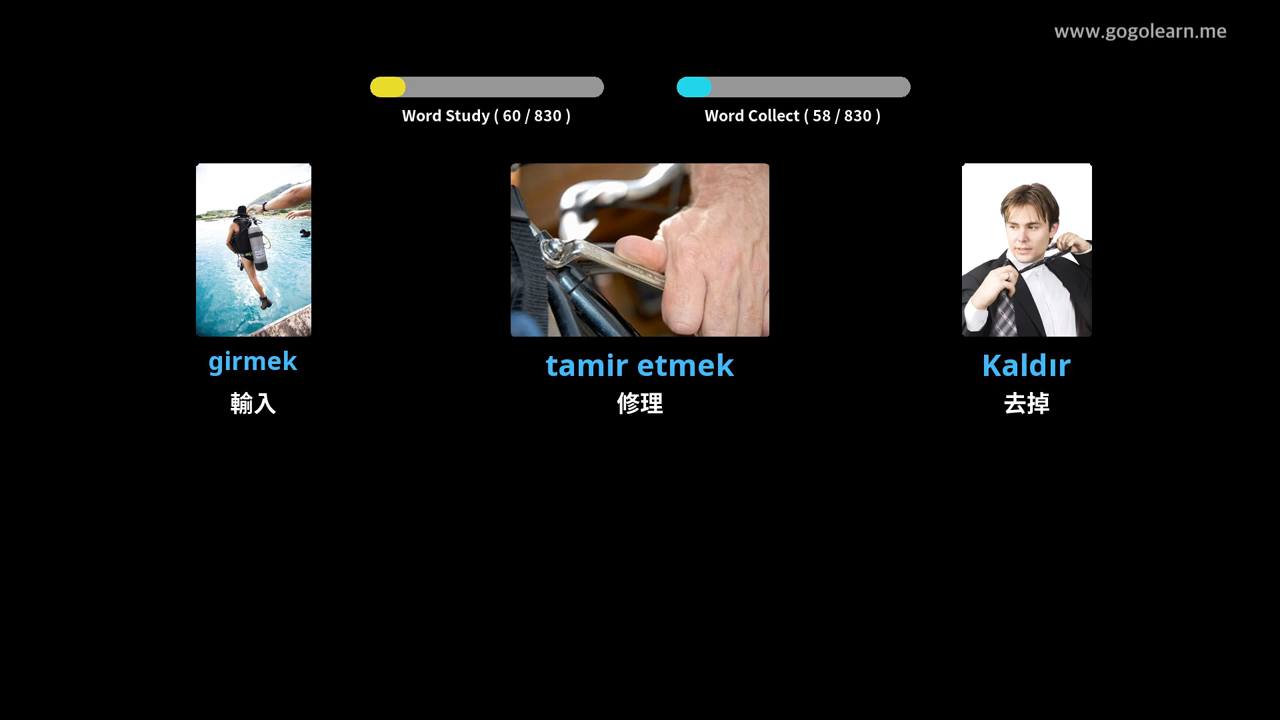 www.gogolearn.me
Word Study ( 60 / 830 )
Word Collect ( 58 / 830 )
girmek
輸入
tamir etmek
修理
Kaldır
去掉